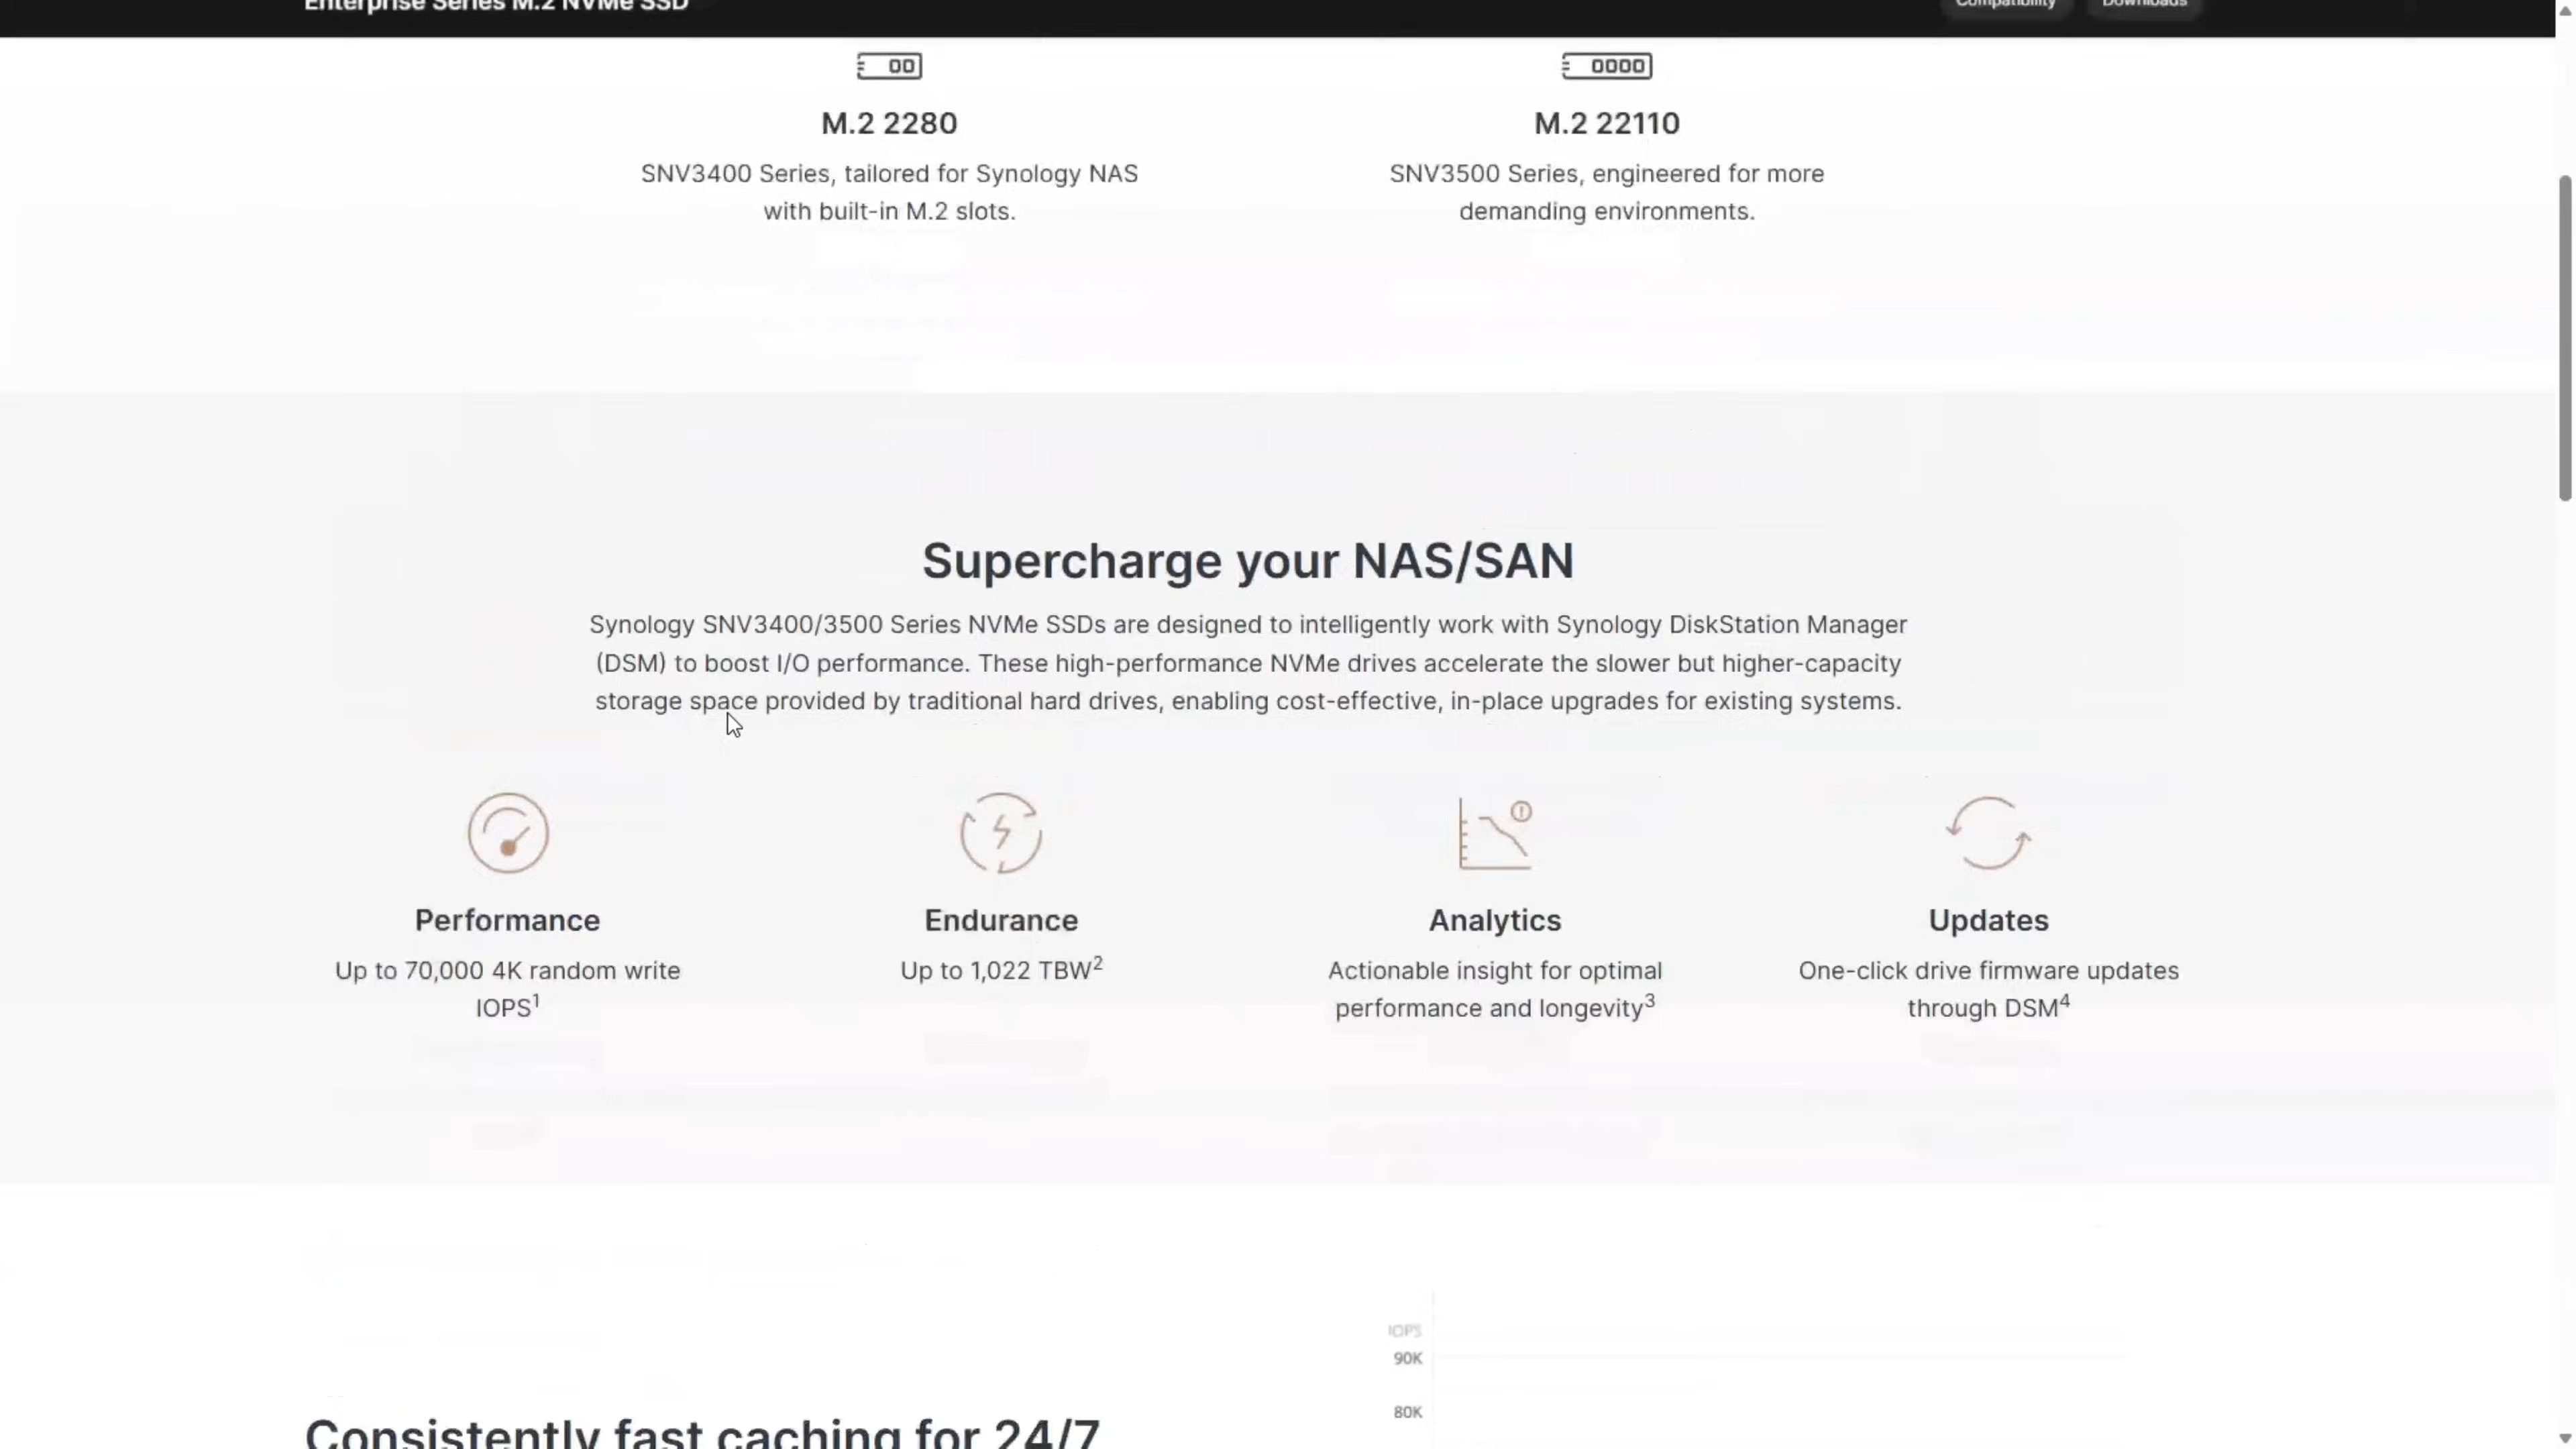 Enterprise Series M.2 NVMe SSD
Compatibility
Downloads
M.2 2280
SNV3400 Series, tailored for Synology NAS
with built-in M.2 slots.
M.2 22110
SNV3500 Series, engineered for more
demanding environments.
Supercharge your NAS/SAN
Synology SNV3400/3500 Series NVMe SSDs are designed to intelligently work with Synology DiskStation Manager
(DSM) to boost I/O performance. These high-performance NVMe drives accelerate the slower but higher-capacity
storage space provided by traditional hard drives, enabling cost-effective, in-place upgrades for existing systems.
Performance
Up to 70,000 4K random write
IOPS¹
Endurance
Up to 1,022 TBW²
Analytics
Actionable insight for optimal
performance and longevity³
Updates
One-click drive firmware updates
through DSM⁴
Consistently fast caching for 24/7
IOPS
90K
80K